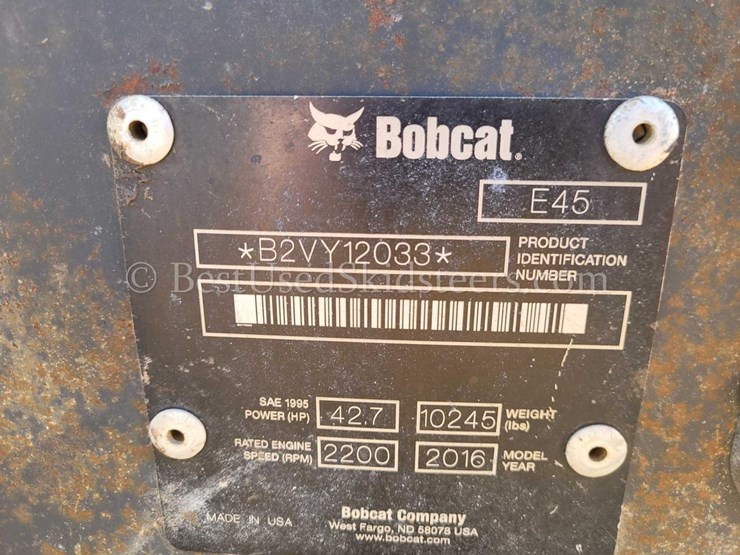 Bobcat.
E45
*B2VY12033*
PRODUCT
IDENTIFICATION
NUMBER
© BestUsedSkidsteers.com
SAE 1995
POWER (HP)
42.7
10245
WEIGHT
(lbs)
RATED ENGINE
SPEED (RPM)
2200
2016
MODEL
YEAR
MADE IN USA
Bobcat Company
West Fargo, ND 58078 USA
www.bobcat.com